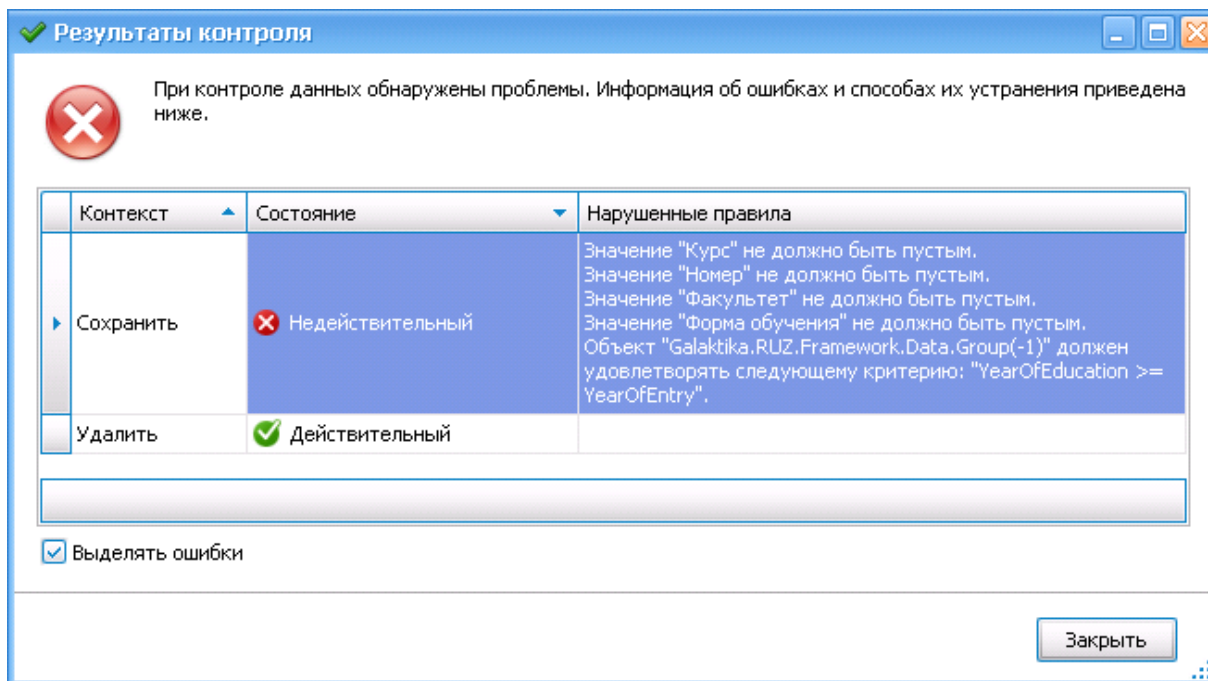 Результаты контроля
При контроле данных обнаружены проблемы. Информация об ошибках и способах их устранения приведена
ниже.
Контекст Состояние Нарушенные правила
Сохранить Недействительный
Значение "Курс" не должно быть пустым.
Значение "Номер" не должно быть пустым.
Значение "Факультет" не должно быть пустым.
Значение "Форма обучения" не должно быть пустым.
Объект "Galaktika.RUZ.Framework.Data.Group(-1)" должен
удовлетворять следующему критерию: "YearOfEducation >=
YearOfEntry".
Удалить Действительный
Выделять ошибки
Закрыть